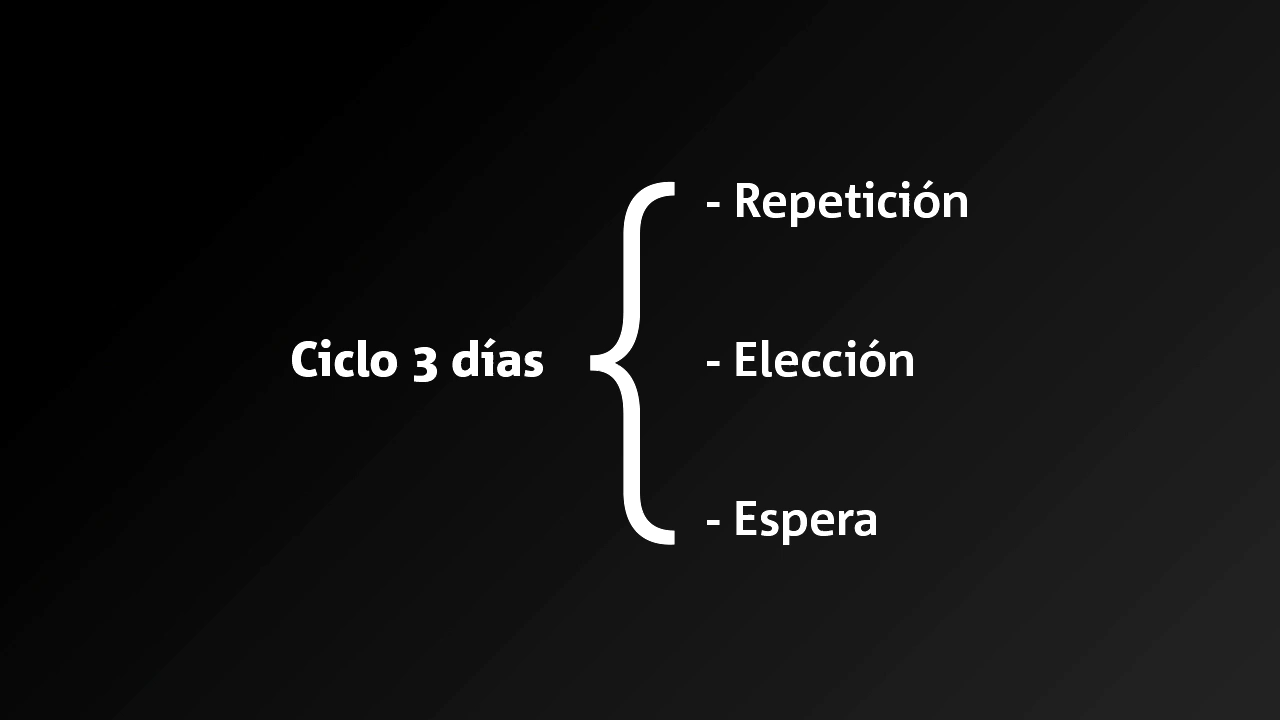 Ciclo 3 días
- Repetición
- Elección
- Espera